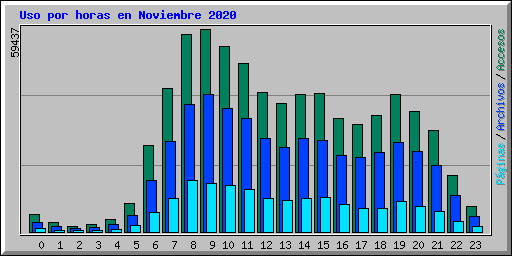 Uso por horas en Noviembre 2020
59437
Páginas / Archivos / Accesos
0 1 2 3 4 5 6 7 8 9 10 11 12 13 14 15 16 17 18 19 20 21 22 23